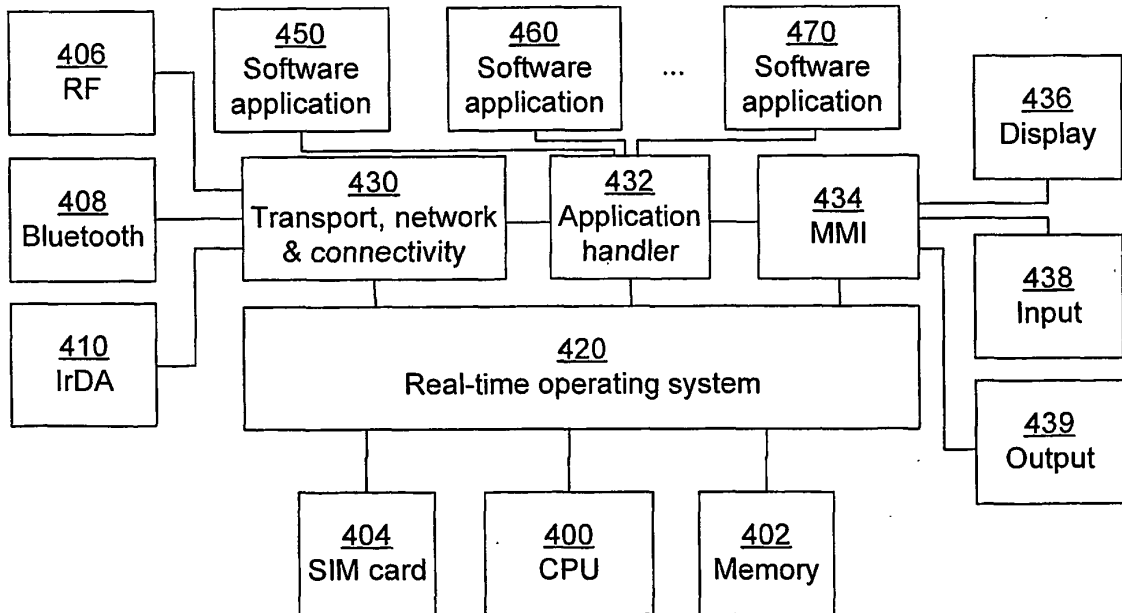 406
RF
450
Software
application
460
Software
application
...
470
Software
application
436
Display
408
Bluetooth
430
Transport, network
& connectivity
432
Application
handler
434
MMI
438
Input
410
IrDA
420
Real-time operating system
439
Output
404
SIM card
400
CPU
402
Memory